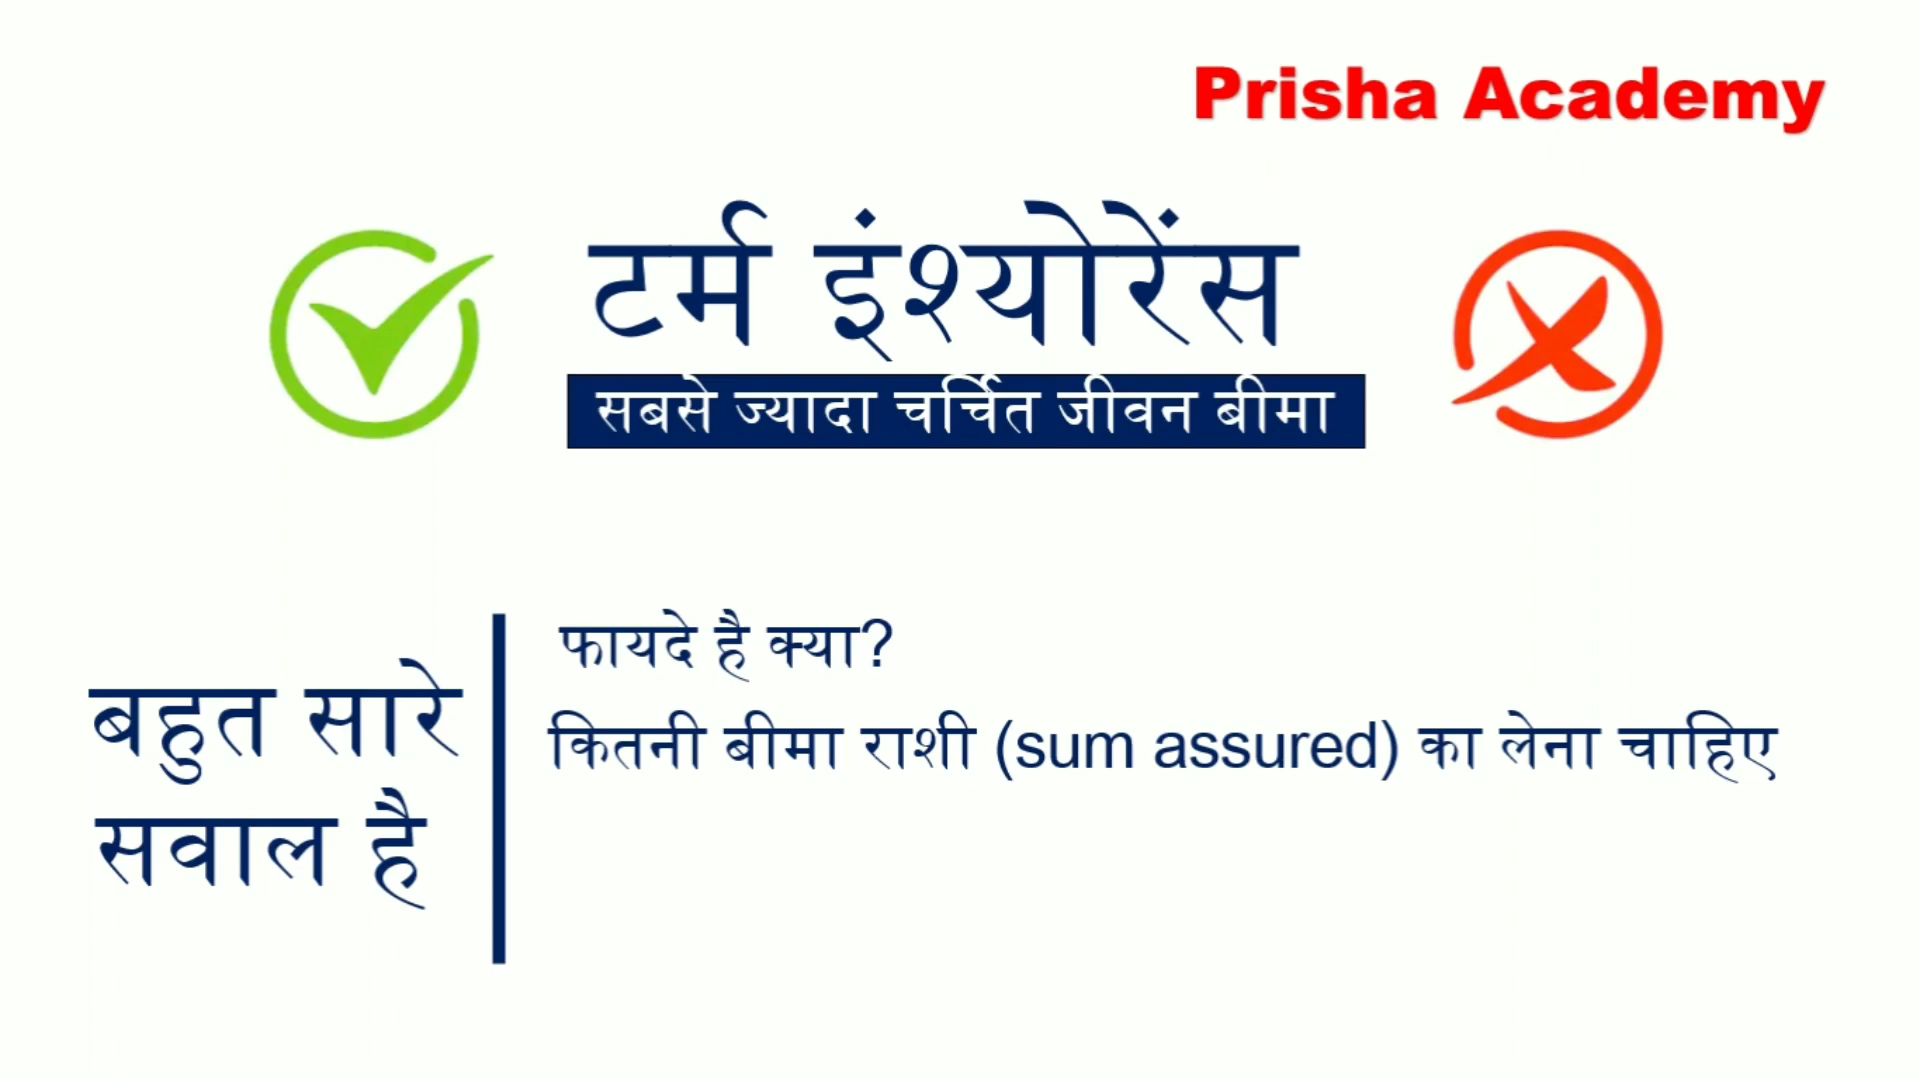 Prisha Academy
टर्म इंश्योरेंस
सबसे ज्यादा चर्चित जीवन बीमा
बहुत सारे
सवाल है
फायदे है क्या?
कितनी बीमा राशी (sum assured) का लेना चाहिए